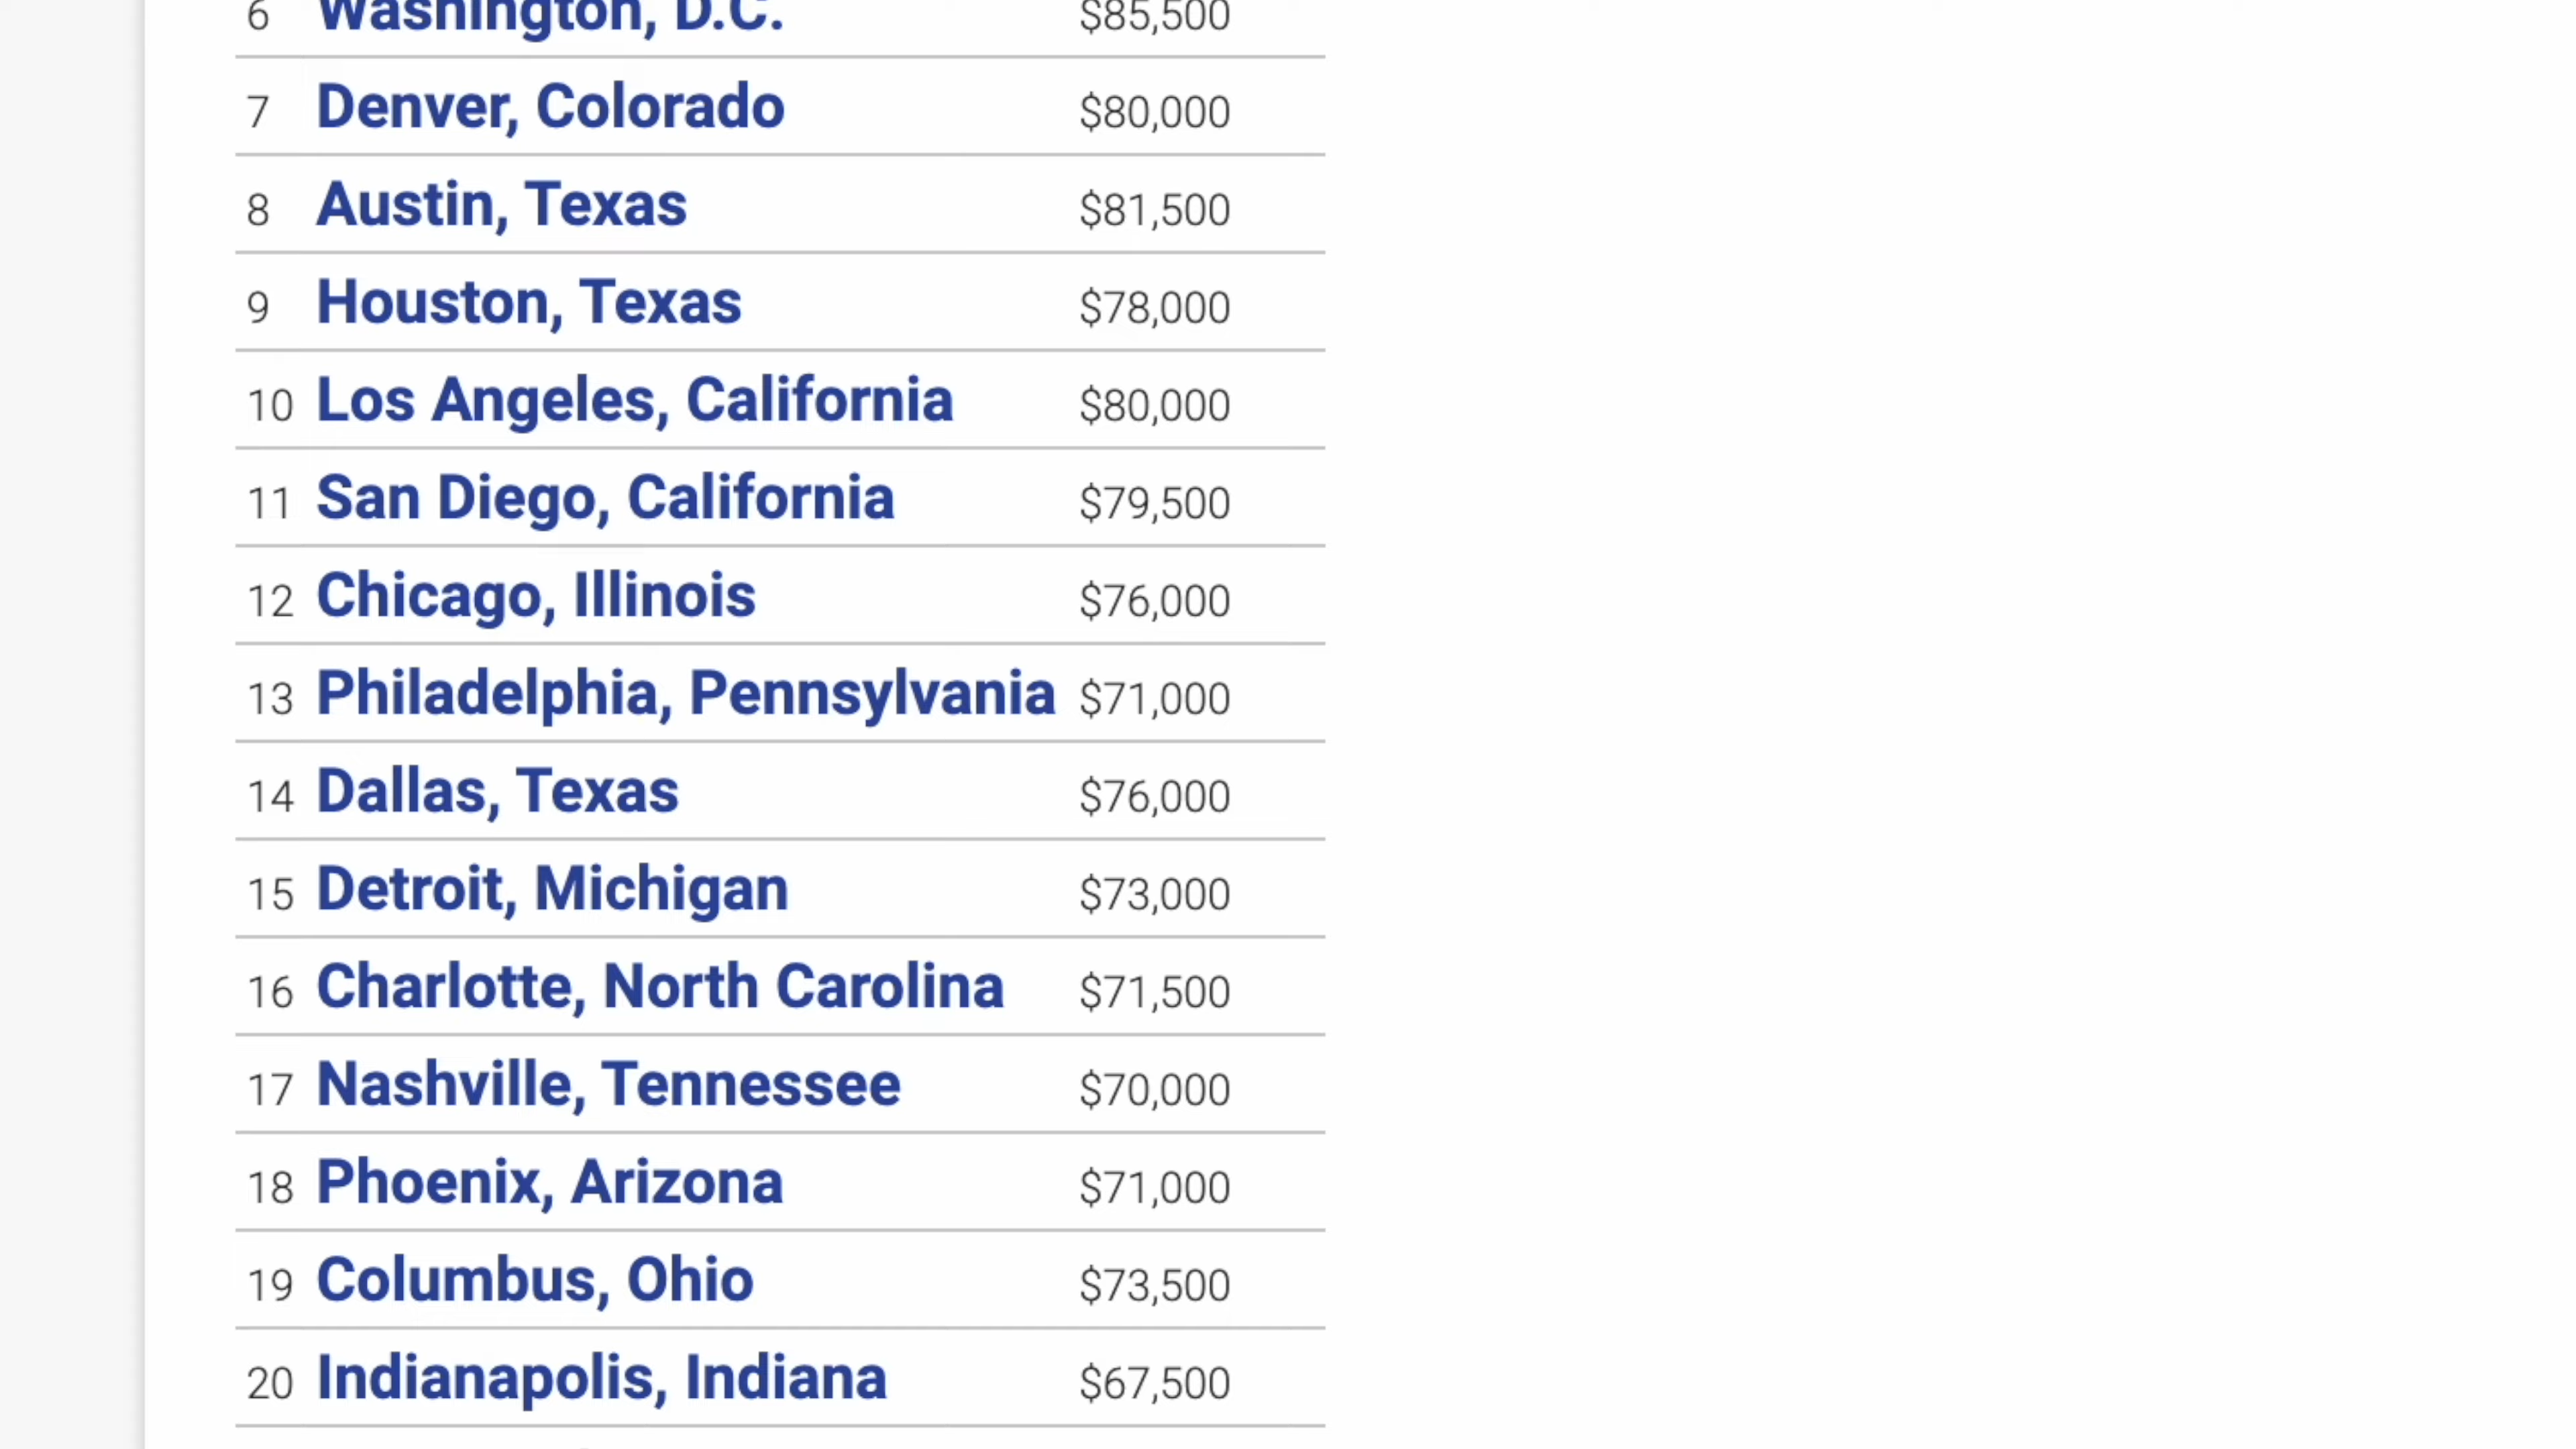 6 Washington, D.C. $85,500
7 Denver, Colorado $80,000
8 Austin, Texas $81,500
9 Houston, Texas $78,000
10 Los Angeles, California $80,000
11 San Diego, California $79,500
12 Chicago, Illinois $76,000
13 Philadelphia, Pennsylvania $71,000
14 Dallas, Texas $76,000
15 Detroit, Michigan $73,000
16 Charlotte, North Carolina $71,500
17 Nashville, Tennessee $70,000
18 Phoenix, Arizona $71,000
19 Columbus, Ohio $73,500
20 Indianapolis, Indiana $67,500